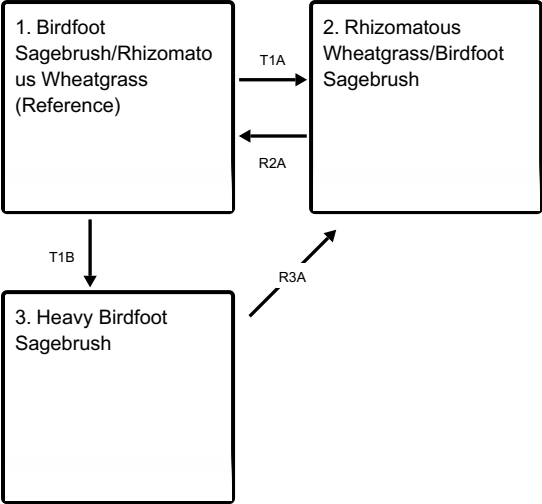 1. Birdfoot
Sagebrush/Rhizomato
us Wheatgrass
(Reference)
T1A
2. Rhizomatous
Wheatgrass/Birdfoot
Sagebrush
R2A
T1B
R3A
3. Heavy Birdfoot
Sagebrush